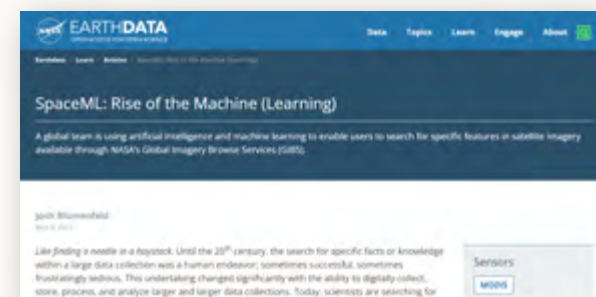 EARTHDATA
Data Topics Learn Engage About
SpaceML: Rise of the Machine (Learning)
A global team is using artificial intelligence and machine learning to enable users to search for specific features in satellite imagery
available through NASA's Global Imagery Browse Services (GIBS).
Josh Blumenfeld
Like finding a needle in a haystack. Until the 20th century, the search for specific facts or knowledge
within a large data collection was a human endeavor; sometimes successful, sometimes
frustratingly tedious. This undertaking changed significantly with the ability to digitally collect,
store, process, and analyze larger and larger data collections. Today, scientists are searching for
Sensors
MODIS